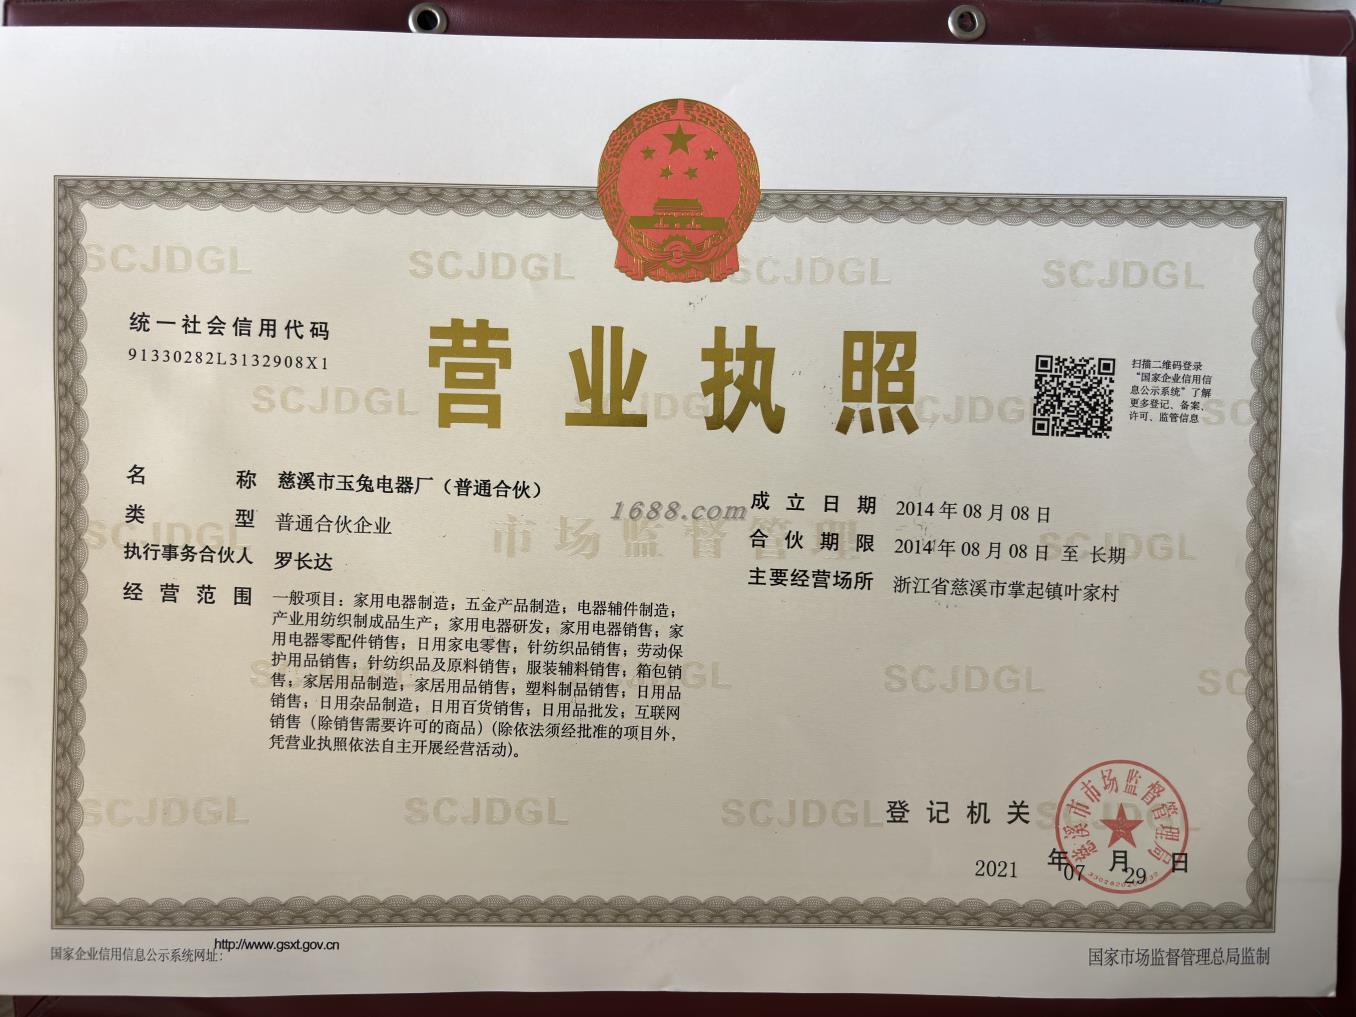 统一社会信用代码
91330282L3132908X1
营业执照
扫描二维码登录
“国家企业信用信
息公示系统”了解
更多登记、备案、
许可、监管信息
名称 慈溪市玉兔电器厂（普通合伙）
类型 普通合伙企业
执行事务合伙人 罗长达
经营范围 一般项目：家用电器制造；五金产品制造；电器辅件制造；
产业用纺织制成品生产；家用电器研发；家用电器销售；家
用电器零配件销售；日用家电零售；针纺织品销售；劳动保
护用品销售；针纺织品及原料销售；服装辅料销售；箱包销
售；家居用品制造；家居用品销售；塑料制品销售；日用品
销售；日用杂品制造；日用百货销售；日用品批发；互联网
销售（除销售需要许可的商品）(除依法须经批准的项目外，
凭营业执照依法自主开展经营活动)。
成立日期 2014年08月08日
合伙期限 2014年08月08日 至 长期
主要经营场所 浙江省慈溪市掌起镇叶家村
1688.com
市场监督管理
SCJDGL
登记机关
慈溪市市场监督管理局
2021年07月29日
国家企业信用信息公示系统网址：http://www.gsxt.gov.cn
国家市场监督管理总局监制